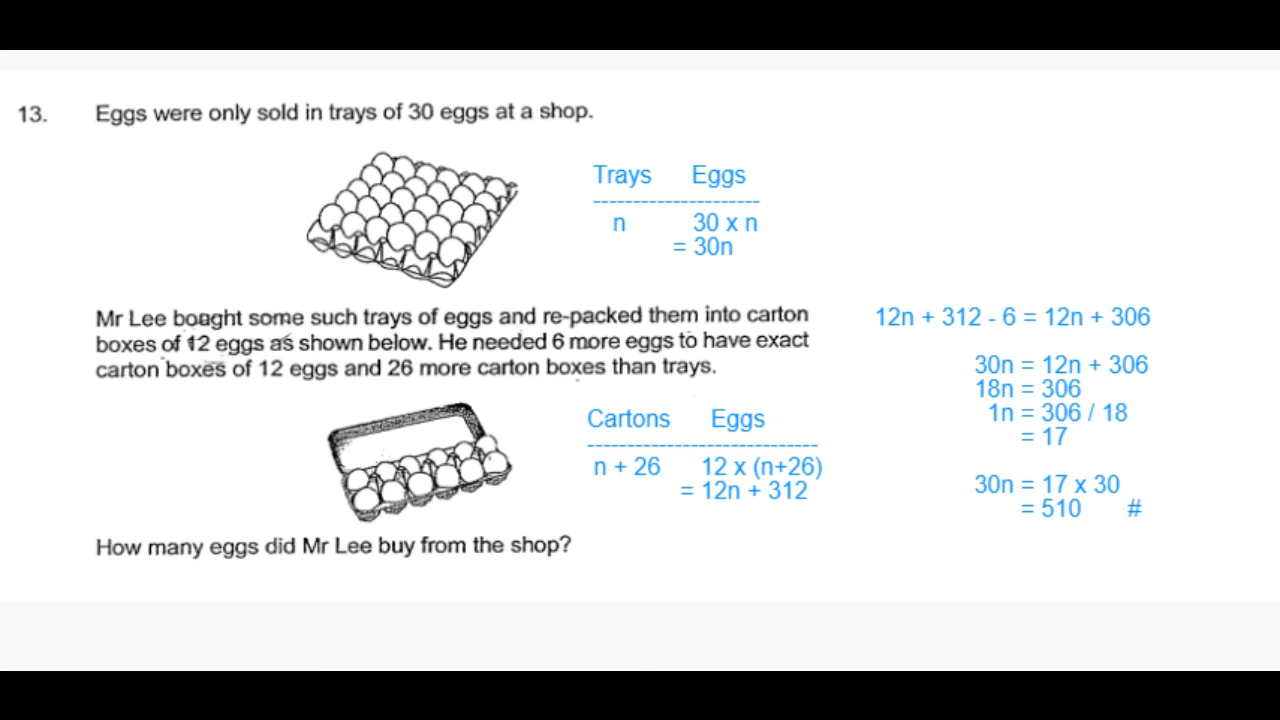 13. Eggs were only sold in trays of 30 eggs at a shop.
Trays Eggs
---------------------
n 30 x n
= 30n
Mr Lee bought some such trays of eggs and re-packed them into carton
boxes of 12 eggs as shown below. He needed 6 more eggs to have exact
carton boxes of 12 eggs and 26 more carton boxes than trays.
Cartons Eggs
-----------------------------
n + 26 12 x (n+26)
= 12n + 312
How many eggs did Mr Lee buy from the shop?
12n + 312 - 6 = 12n + 306
30n = 12n + 306
18n = 306
1n = 306 / 18
= 17
30n = 17 x 30
= 510 #